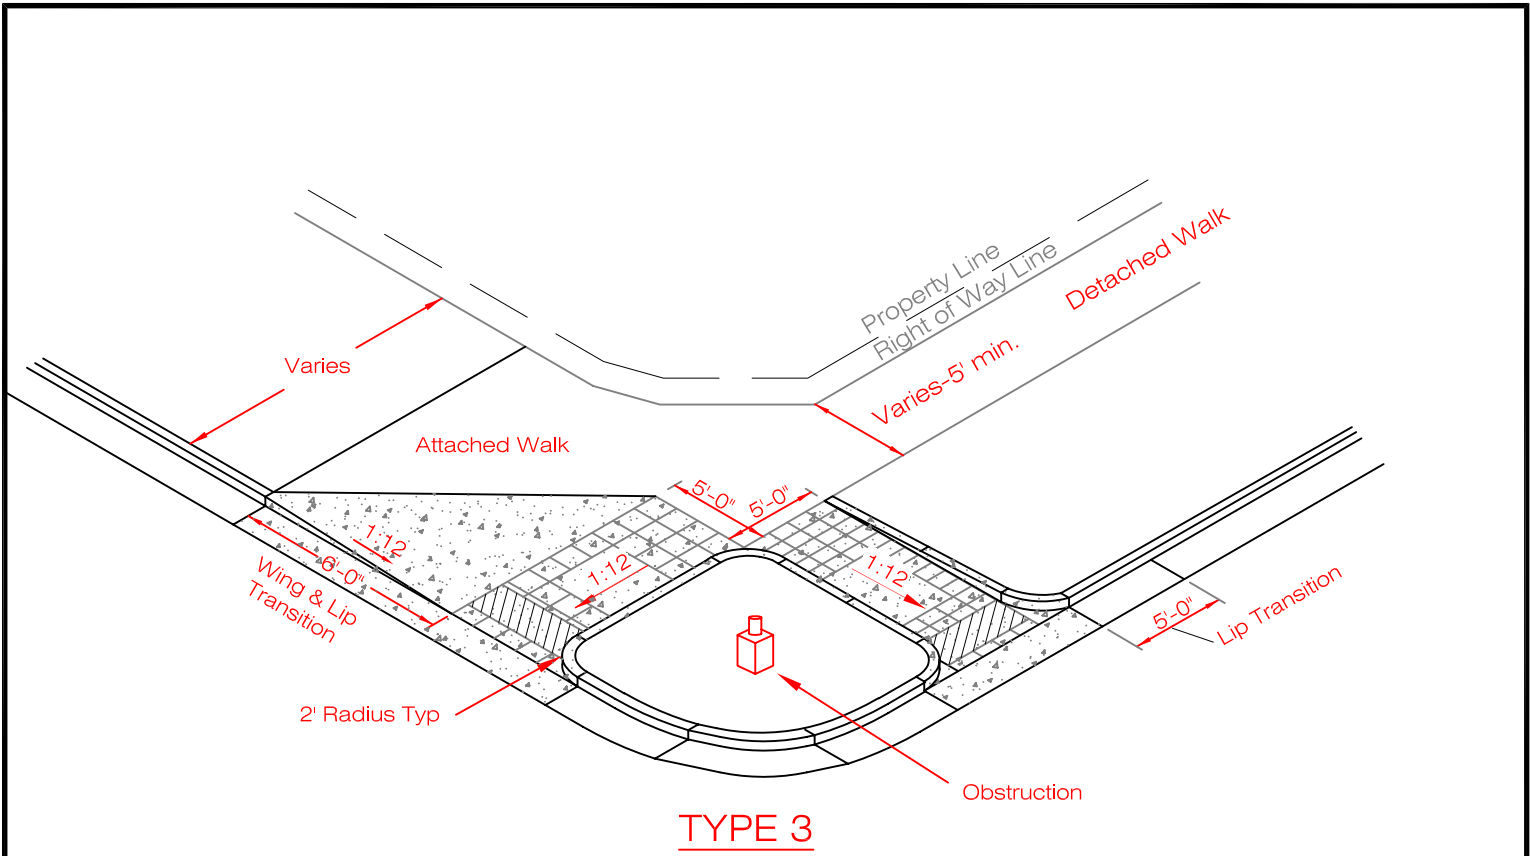 Property Line
Right of Way Line
Detached Walk
Varies
Varies-5' min.
Attached Walk
5'-0"
5'-0"
1:12
6'-0"
Wing & Lip
Transition
1:12
1:12
5'-0"
Lip Transition
2' Radius Typ
Obstruction
TYPE 3